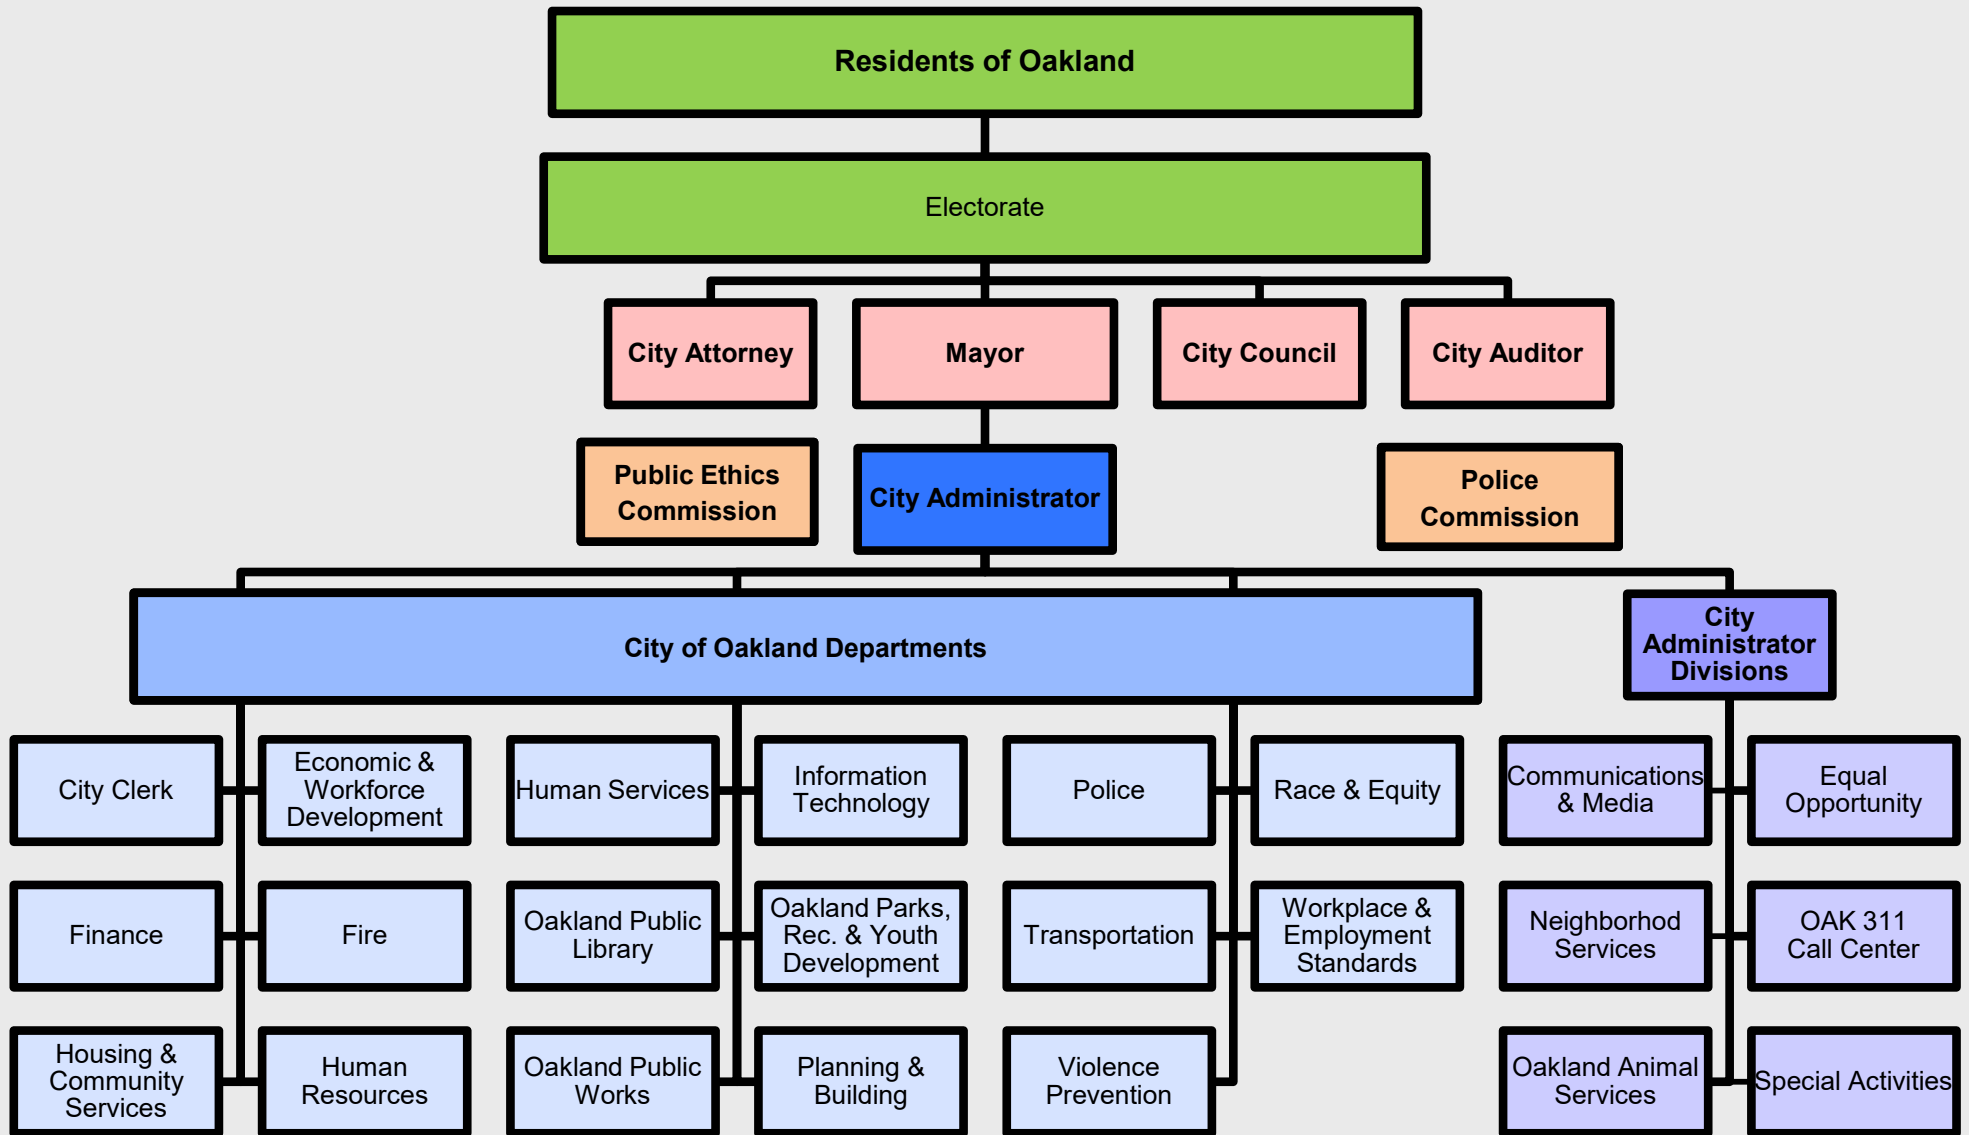 Residents of Oakland
Electorate
City Attorney
Mayor
City Council
City Auditor
Public Ethics
Commission
City Administrator
Police
Commission
City of Oakland Departments
City
Administrator
Divisions
City Clerk
Economic &
Workforce
Development
Human Services
Information
Technology
Police
Race & Equity
Communications
& Media
Equal
Opportunity
Finance
Fire
Oakland Public
Library
Oakland Parks,
Rec. & Youth
Development
Transportation
Workplace &
Employment
Standards
Neighborhod
Services
OAK 311
Call Center
Housing &
Community
Services
Human
Resources
Oakland Public
Works
Planning &
Building
Violence
Prevention
Oakland Animal
Services
Special Activities